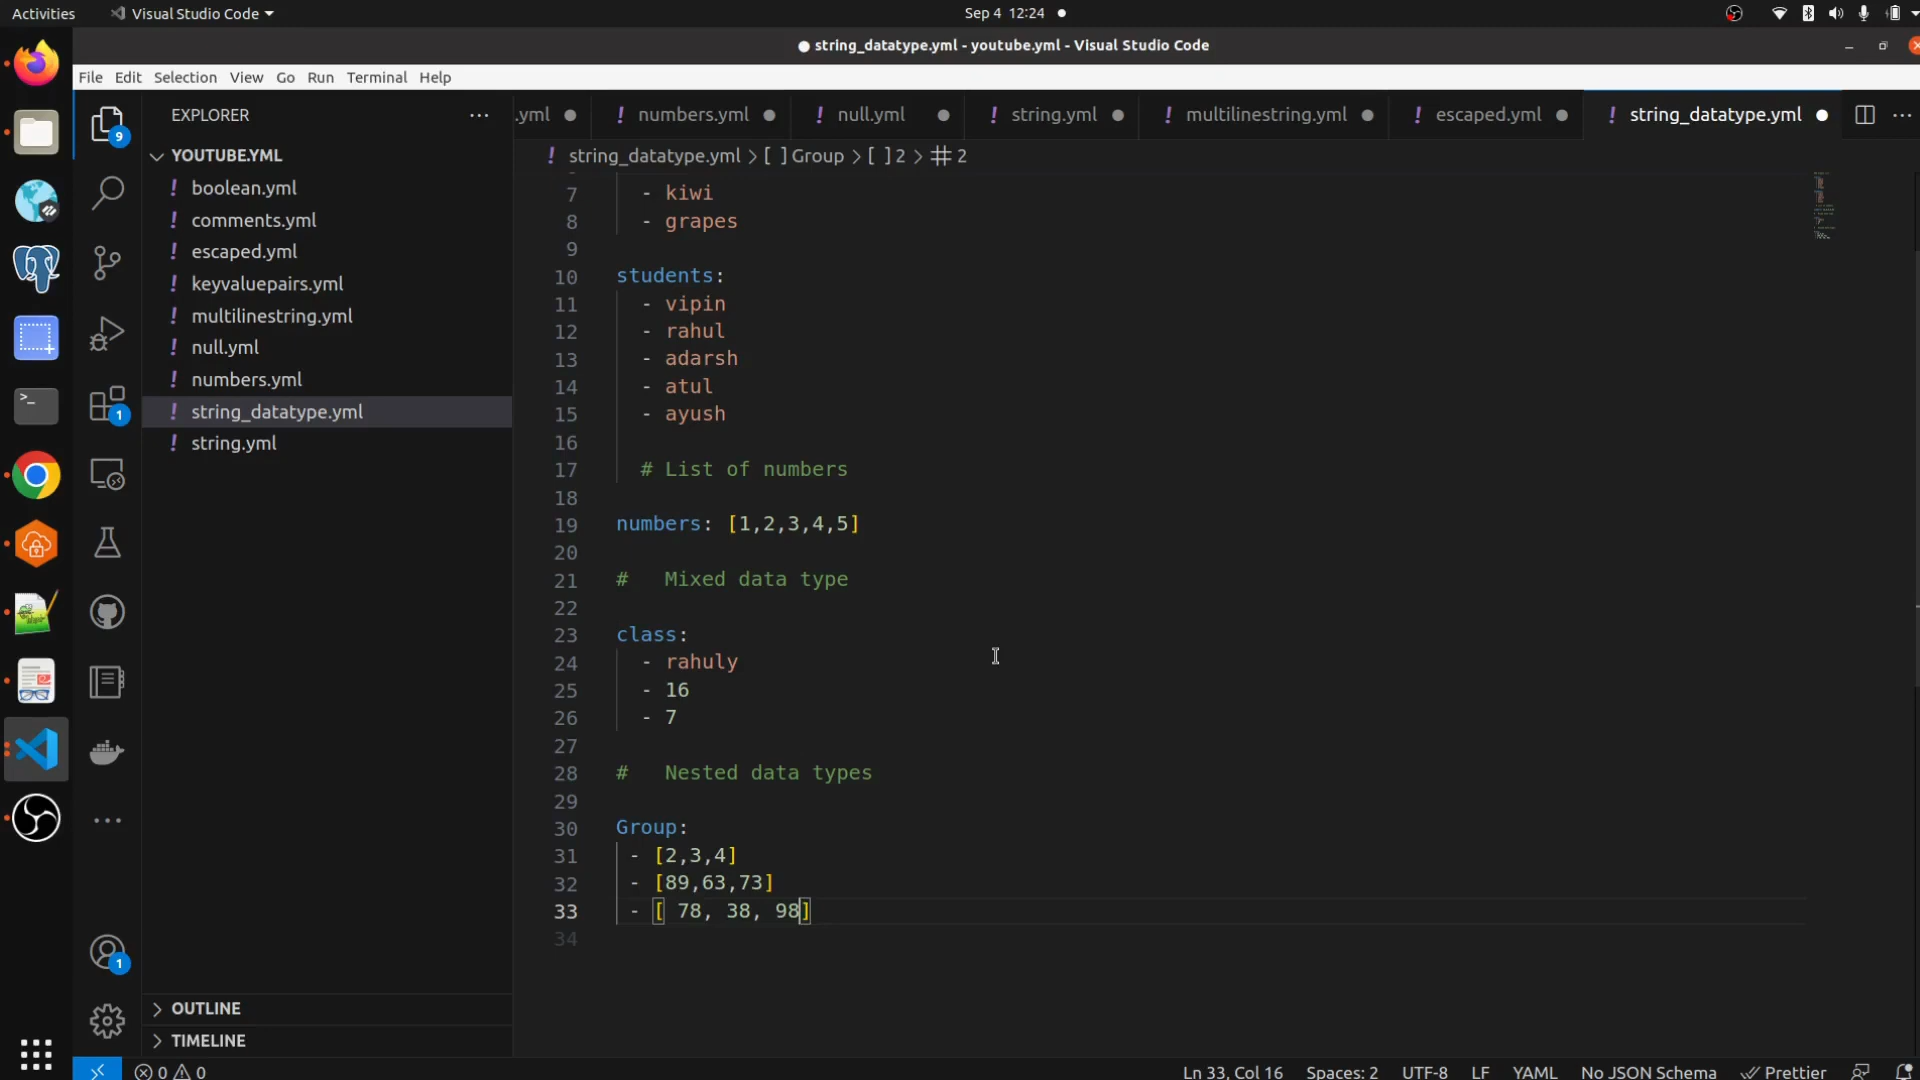 Activities Visual Studio Code Sep 4 12:24
string_datatype.yml - youtube.yml - Visual Studio Code
File Edit Selection View Go Run Terminal Help
EXPLORER
.yml numbers.yml null.yml string.yml multilinestring.yml escaped.yml string_datatype.yml
string_datatype.yml > [ ] Group > [ ] 2 > # 2
YOUTUBE.YML
! boolean.yml
! comments.yml
! escaped.yml
! keyvaluepairs.yml
! multilinestring.yml
! null.yml
! numbers.yml
! string_datatype.yml
! string.yml
OUTLINE
TIMELINE
9
1
1
7 - kiwi
8 - grapes
9
10 students:
11 - vipin
12 - rahul
13 - adarsh
14 - atul
15 - ayush
16
17 # List of numbers
18
19 numbers: [1,2,3,4,5]
20
21 # Mixed data type
22
23 class:
24 - rahuly
25 - 16
26 - 7
27
28 # Nested data types
29
30 Group:
31 - [2,3,4]
32 - [89,63,73]
33 - [ 78, 38, 98]
34
0 0 Ln 33, Col 16 Spaces: 2 UTF-8 LF YAML No JSON Schema Prettier